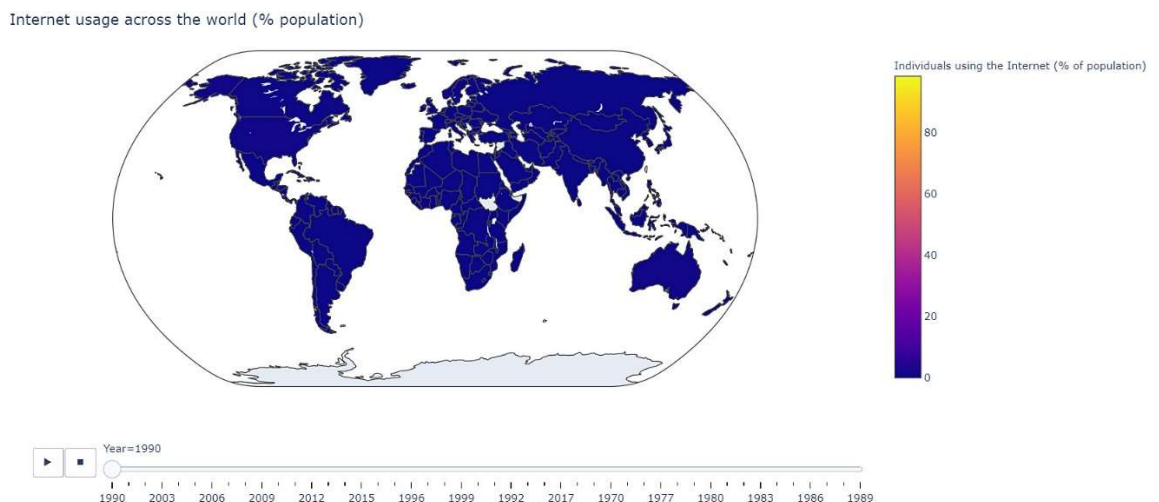 Internet usage across the world (% population)
Individuals using the Internet (% of population)
80
60
40
20
0
Year=1990
1990 2003 2006 2009 2012 2015 1996 1999 1992 2017 1970 1977 1980 1983 1986 1989